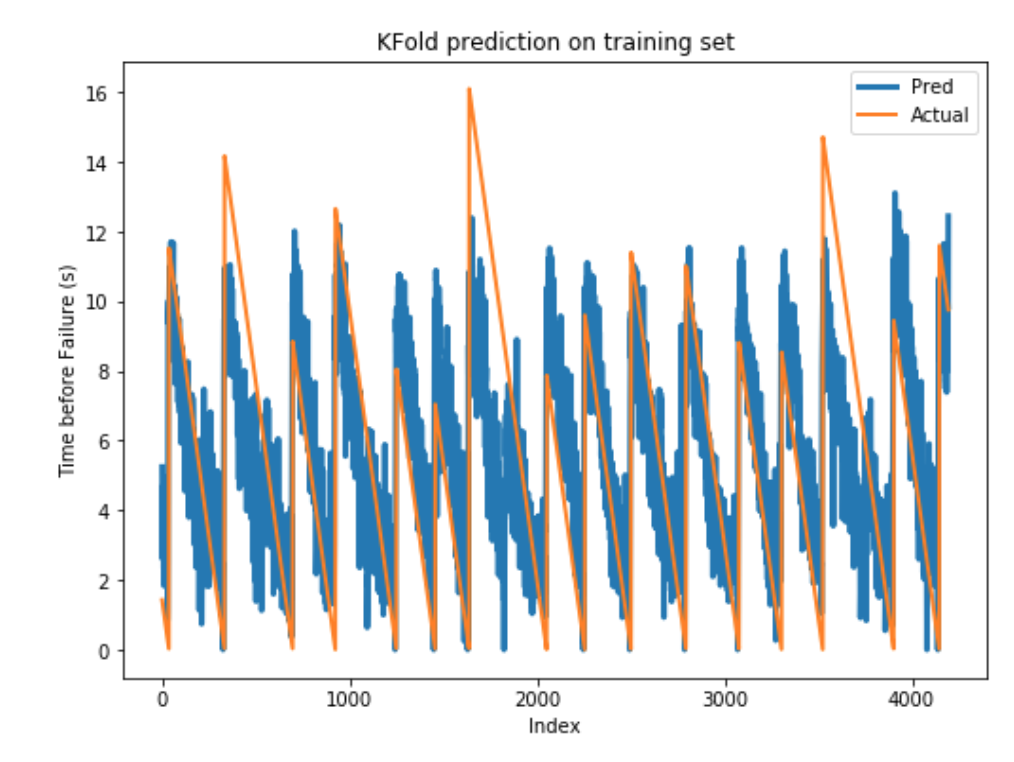 KFold prediction on training set
Pred
Actual
16
14
12
10
8
6
4
2
0
Time before Failure (s)
0 1000 2000 3000 4000
Index